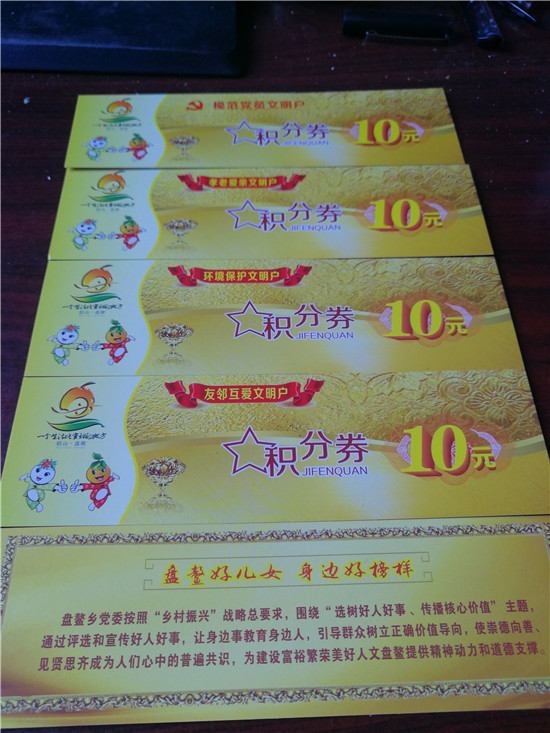 模范党员文明户
积分券
JIFENQUAN
10元
孝老爱亲文明户
积分券
JIFENQUAN
10元
环境保护文明户
积分券
JIFENQUAN
10元
友邻互爱文明户
积分券
JIFENQUAN
10元
盘鳌好儿女 身边好榜样
盘鳌乡党委按照“乡村振兴”战略总要求，围绕“选树好人好事、传播核心价值”主题，
通过评选和宣传好人好事，让身边事教育身边人，引导群众树立正确价值导向，使崇德向善、
见贤思齐成为人们心中的普遍共识，为建设富裕繁荣美好人文盘鳌提供精神动力和道德支撑。